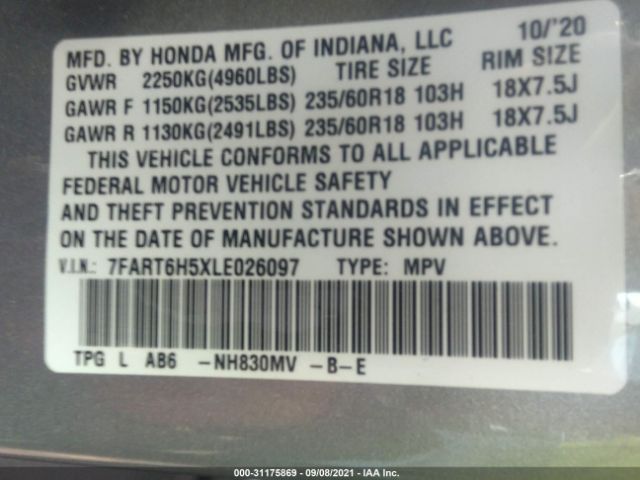 MFD. BY HONDA MFG. OF INDIANA, LLC 10/'20
GVWR 2250KG(4960LBS) TIRE SIZE RIM SIZE
GAWR F 1150KG(2535LBS) 235/60R18 103H 18X7.5J
GAWR R 1130KG(2491LBS) 235/60R18 103H 18X7.5J
THIS VEHICLE CONFORMS TO ALL APPLICABLE
FEDERAL MOTOR VEHICLE SAFETY
AND THEFT PREVENTION STANDARDS IN EFFECT
ON THE DATE OF MANUFACTURE SHOWN ABOVE.
V.I.N.: 7FART6H5XLE026097 TYPE: MPV
TPG L AB6 -NH830MV -B-E
000-31175869 - 09/08/2021 - IAA Inc.